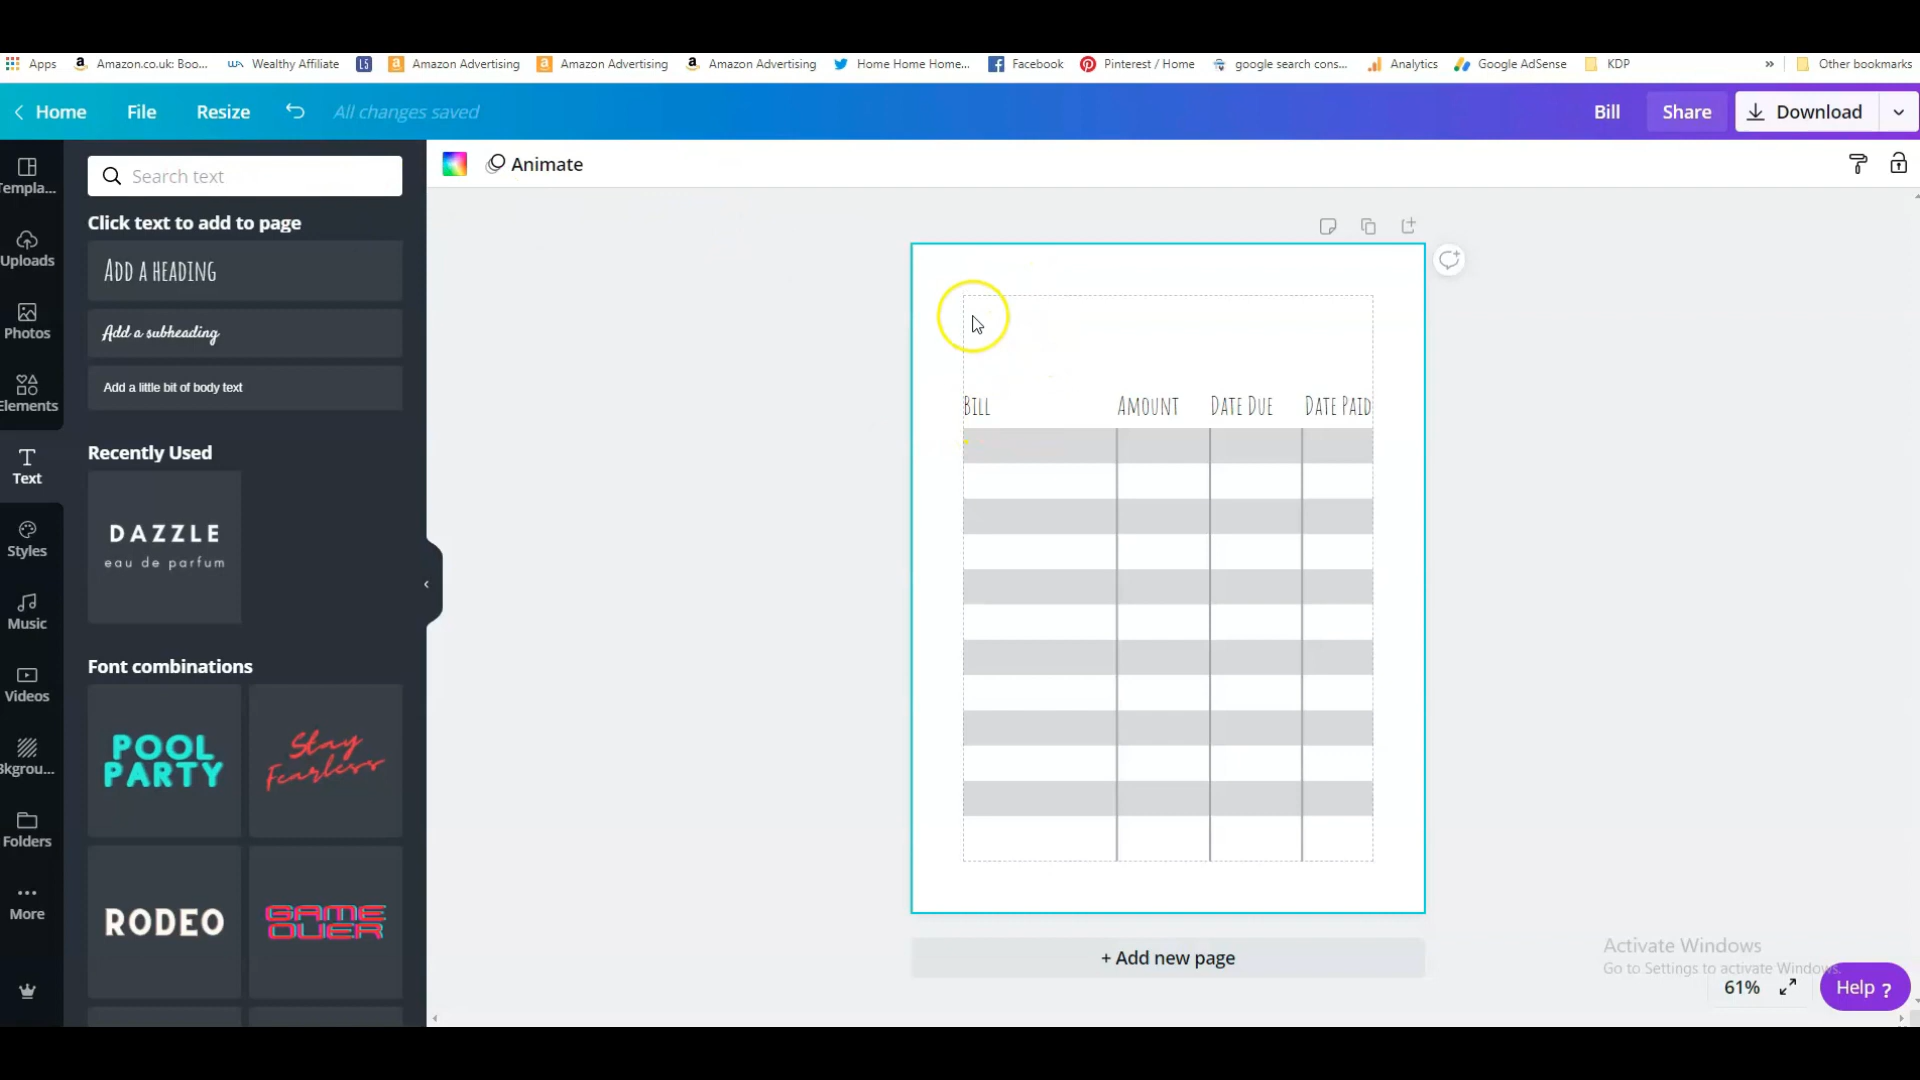 Apps Amazon.co.uk: Boo... Wealthy Affiliate Amazon Advertising Amazon Advertising Amazon Advertising Home Home Home... Facebook Pinterest / Home google search cons... Analytics Google AdSense KDP » Other bookmarks
Home File Resize All changes saved Bill Share Download
Search text
Animate
Click text to add to page
Add a heading
Add a subheading
Add a little bit of body text
Recently Used
DAZZLE
eau de parfum
Font combinations
POOL
PARTY
Stay
Fearless
RODEO
GAME
OVER
Templa...
Uploads
Photos
Elements
Text
Styles
Music
Videos
Bkgrou...
Folders
More
Bill Amount Date Due Date Paid
+ Add new page
Activate Windows
Go to Settings to activate Windows.
61% Help ?